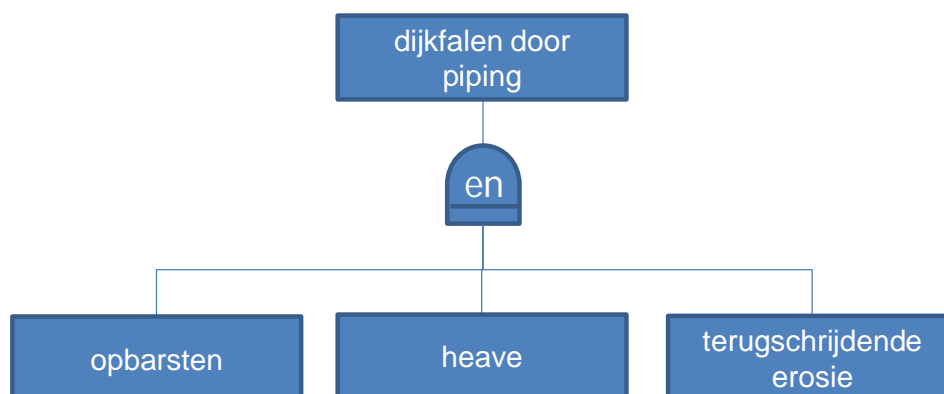 dijkfalen door
piping
en
opbarsten
heave
terugschrijdende
erosie